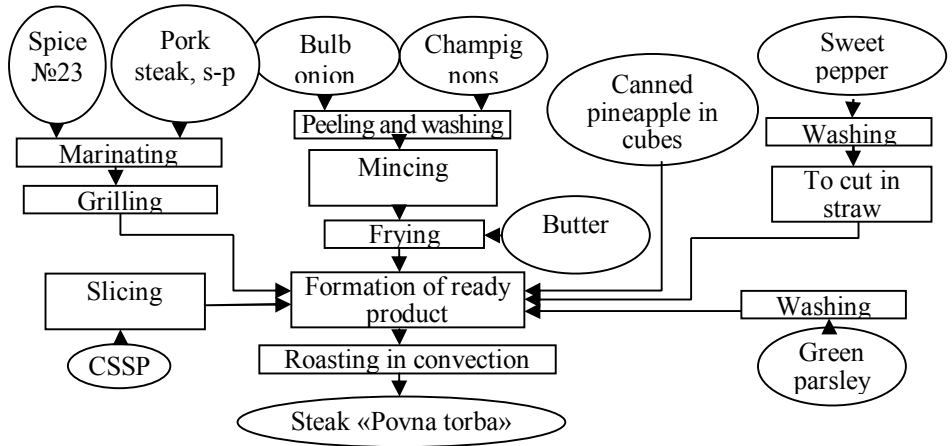 Spice
№23
Pork
steak, s-p
Bulb
onion
Champig
nons
Sweet
pepper
Canned
pineapple in
cubes
Peeling and washing
Washing
Marinating
Mincing
To cut in
straw
Grilling
Frying
Butter
Slicing
Formation of ready
product
Washing
CSSP
Roasting in convection
Green
parsley
Steak «Povna torba»